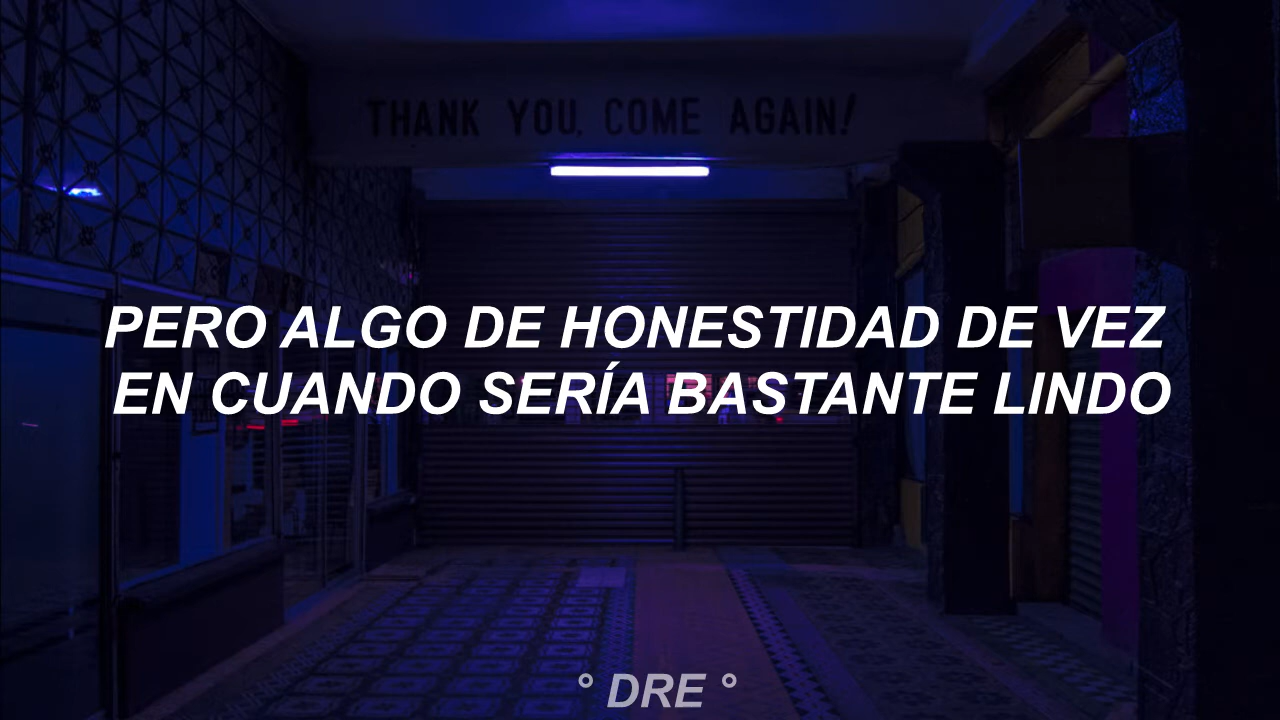 THANK YOU, COME AGAIN!
PERO ALGO DE HONESTIDAD DE VEZ
EN CUANDO SERÍA BASTANTE LINDO
° DRE °